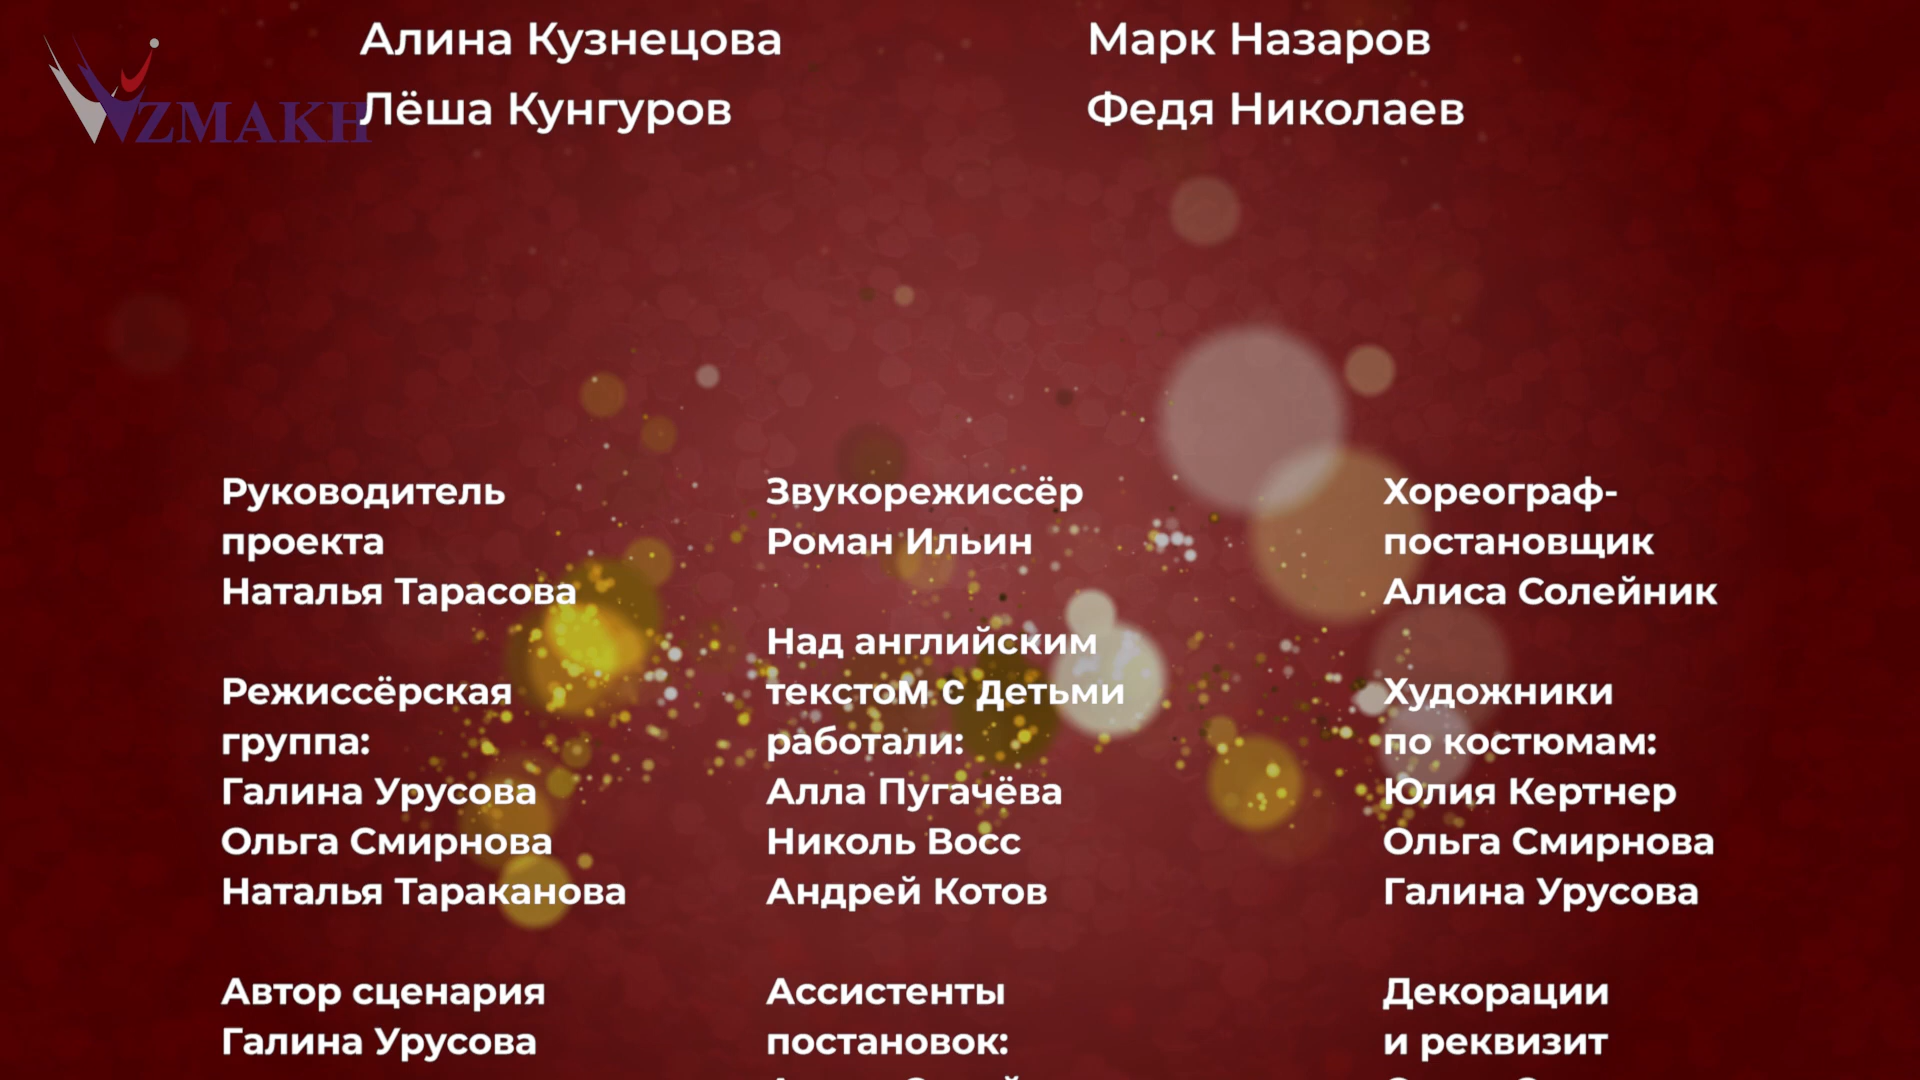 WZMAKH
Алина Кузнецова
Лёша Кунгуров
Марк Назаров
Федя Николаев
Руководитель
проекта
Наталья Тарасова
Режиссёрская
группа:
Галина Урусова
Ольга Смирнова
Наталья Тараканова
Автор сценария
Галина Урусова
Звукорежиссёр
Роман Ильин
Над английским
текстом с детьми
работали:
Алла Пугачёва
Николь Восс
Андрей Котов
Ассистенты
постановок:
Хореограф-
постановщик
Алиса Солейник
Художники
по костюмам:
Юлия Кертнер
Ольга Смирнова
Галина Урусова
Декорации
и реквизит